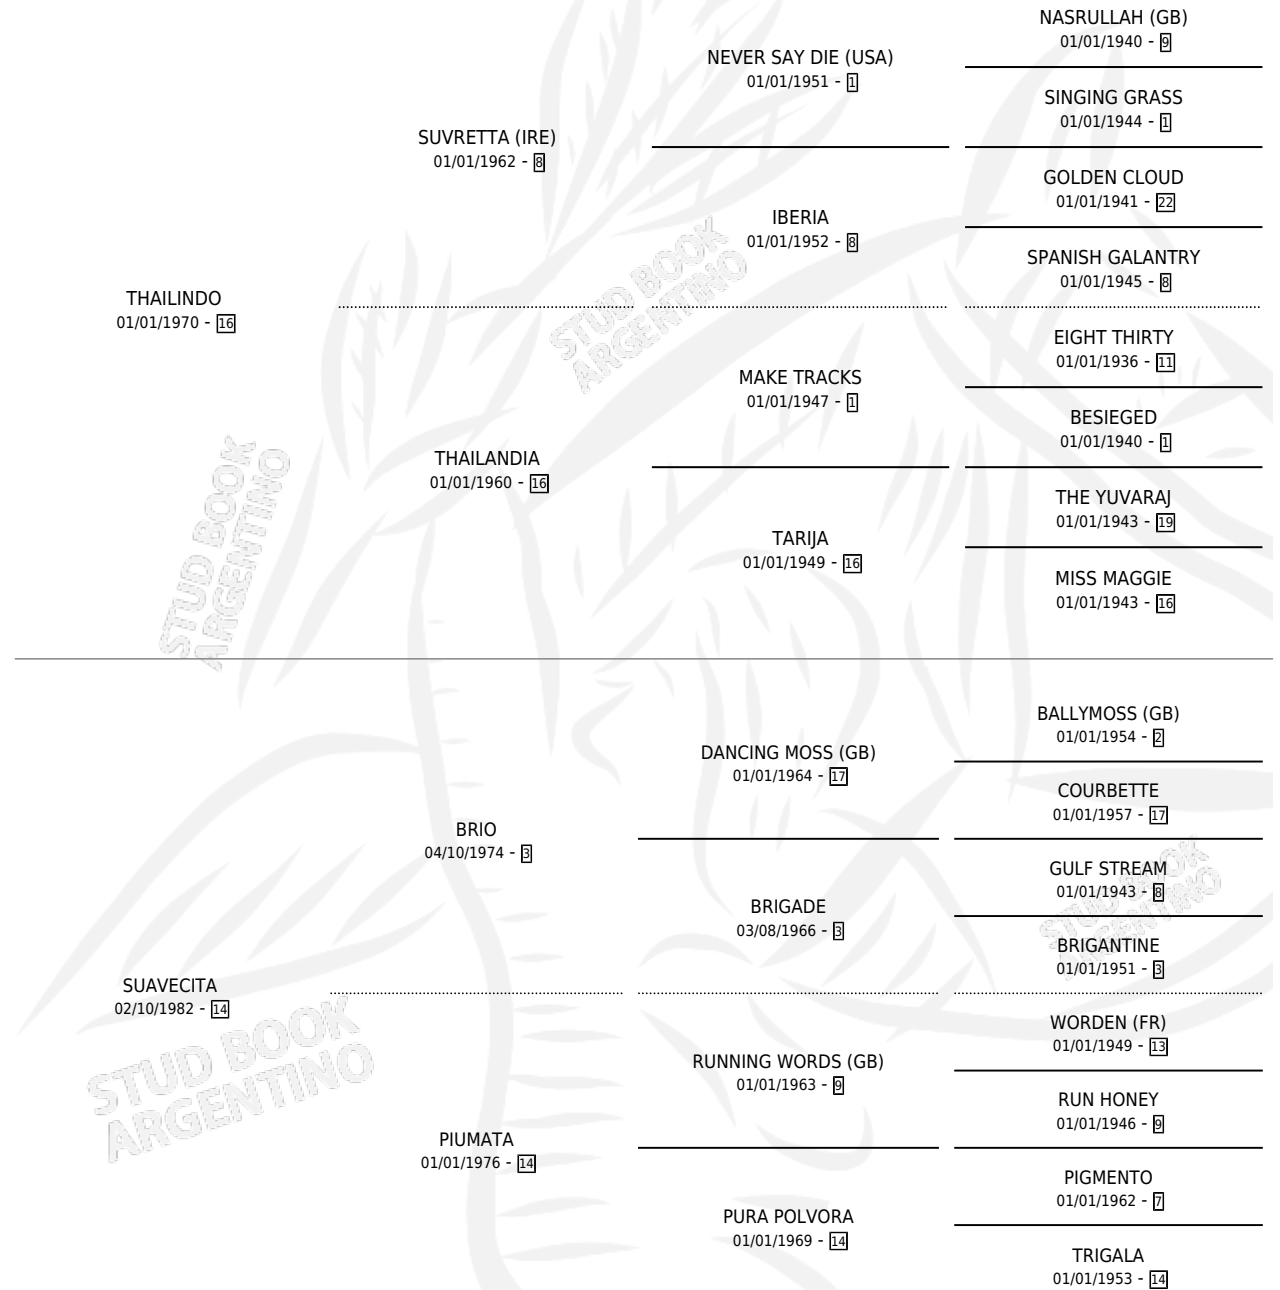 NASRULLAH (GB)
01/01/1940 - 9
NEVER SAY DIE (USA)
01/01/1951 - 1
SINGING GRASS
01/01/1944 - 1
SUVRETTA (IRE)
01/01/1962 - 8
GOLDEN CLOUD
01/01/1941 - 22
IBERIA
01/01/1952 - 8
SPANISH GALANTRY
01/01/1945 - 8
THAILINDO
01/01/1970 - 16
EIGHT THIRTY
01/01/1936 - 11
MAKE TRACKS
01/01/1947 - 1
BESIEGED
01/01/1940 - 1
THAILANDIA
01/01/1960 - 16
THE YUVARAJ
01/01/1943 - 19
TARIJA
01/01/1949 - 16
MISS MAGGIE
01/01/1943 - 16
BALLYMOSS (GB)
01/01/1954 - 2
DANCING MOSS (GB)
01/01/1964 - 17
COURBETTE
01/01/1957 - 17
BRIO
04/10/1974 - 3
GULF STREAM
01/01/1943 - 8
BRIGADE
03/08/1966 - 3
BRIGANTINE
01/01/1951 - 3
SUAVECITA
02/10/1982 - 14
WORDEN (FR)
01/01/1949 - 13
RUNNING WORDS (GB)
01/01/1963 - 9
RUN HONEY
01/01/1946 - 9
PIUMATA
01/01/1976 - 14
PIGMENTO
01/01/1962 - 7
PURA POLVORA
01/01/1969 - 14
TRIGALA
01/01/1953 - 14
STUD BOOK
ARGENTINO
STUD BOOK
ARGENTINO
STUD BOOK
ARGENTINO
STUD BOOK
ARGENTINO